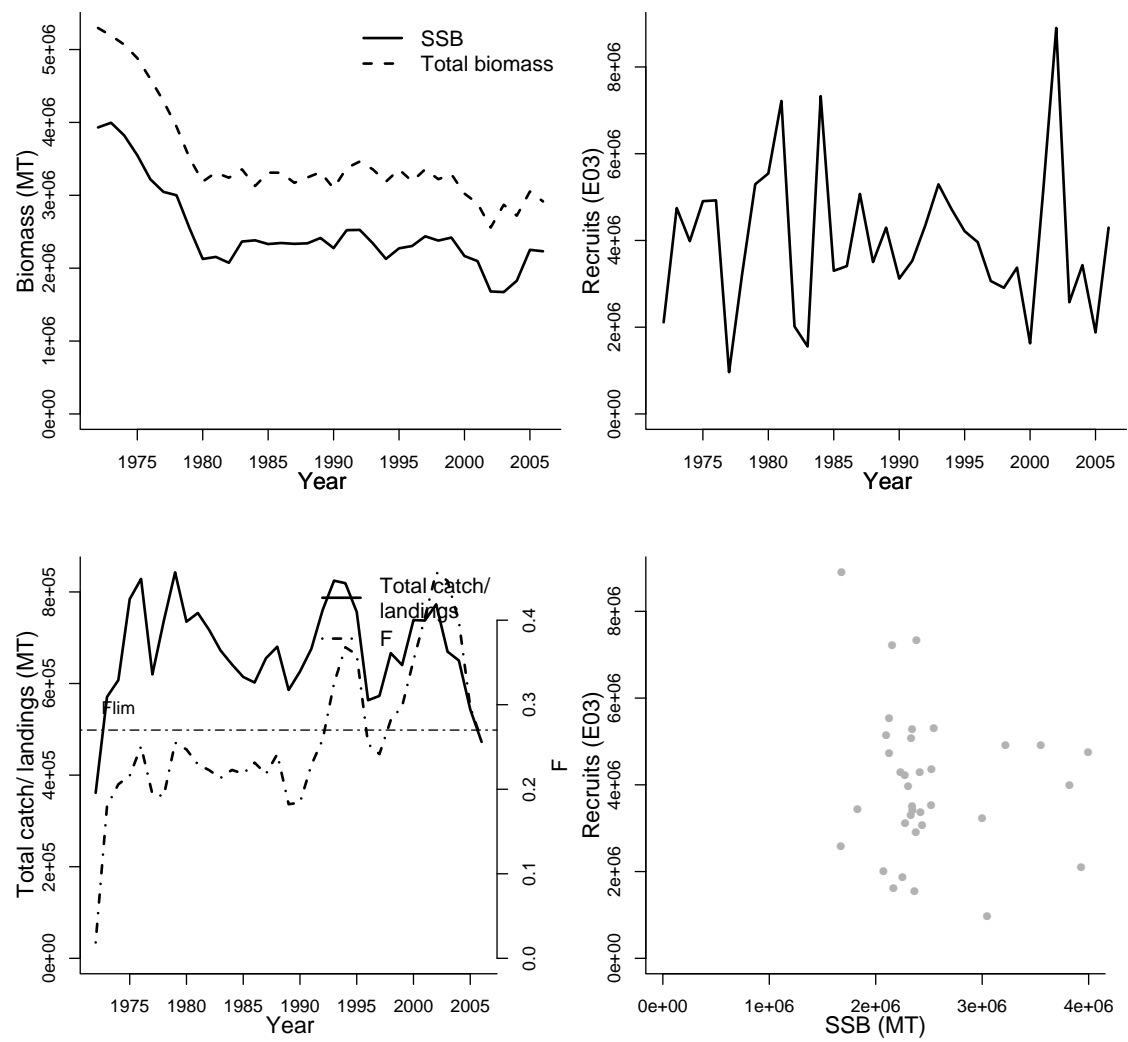 SSB
Total biomass
Biomass (MT)
0e+00 1e+06 2e+06 3e+06 4e+06 5e+06
1975 1980 1985 1990 1995 2000 2005
Year
Recruits (E03)
0e+00 2e+06 4e+06 6e+06 8e+06
1975 1980 1985 1990 1995 2000 2005
Year
Total catch/
landings
F
Flim
Total catch/ landings (MT)
0e+00 2e+05 4e+05 6e+05 8e+05
0.0 0.1 0.2 0.3 0.4
F
1975 1980 1985 1990 1995 2000 2005
Year
Recruits (E03)
0e+00 2e+06 4e+06 6e+06 8e+06
0e+00 1e+06 2e+06 3e+06 4e+06
SSB (MT)